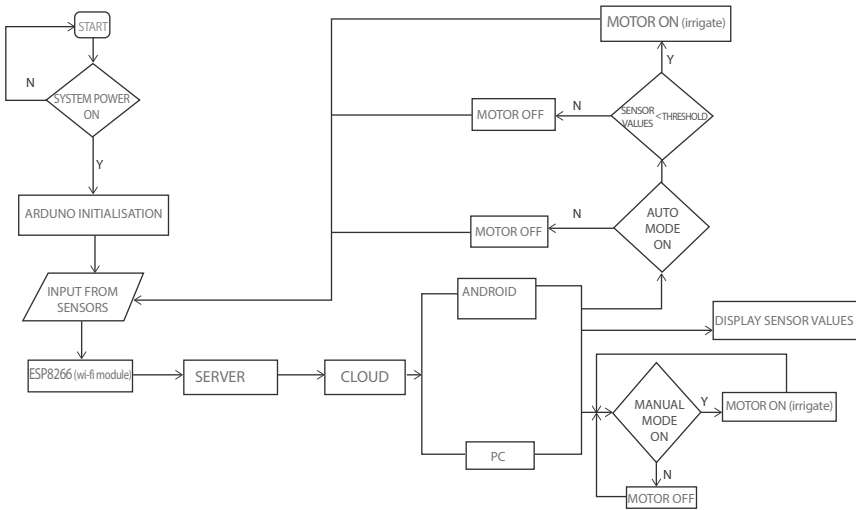 START
N
SYSTEM POWER
ON
Y
ARDUNO INITIALISATION
INPUT FROM
SENSORS
ESP8266 (wi-fi module)
SERVER
CLOUD
ANDROID
PC
MOTOR ON (irrigate)
Y
SENSOR
VALUES <THRESHOLD
N
MOTOR OFF
AUTO
MODE
ON
N
MOTOR OFF
DISPLAY SENSOR VALUES
MANUAL
MODE
ON
Y
MOTOR ON (irrigate)
N
MOTOR OFF